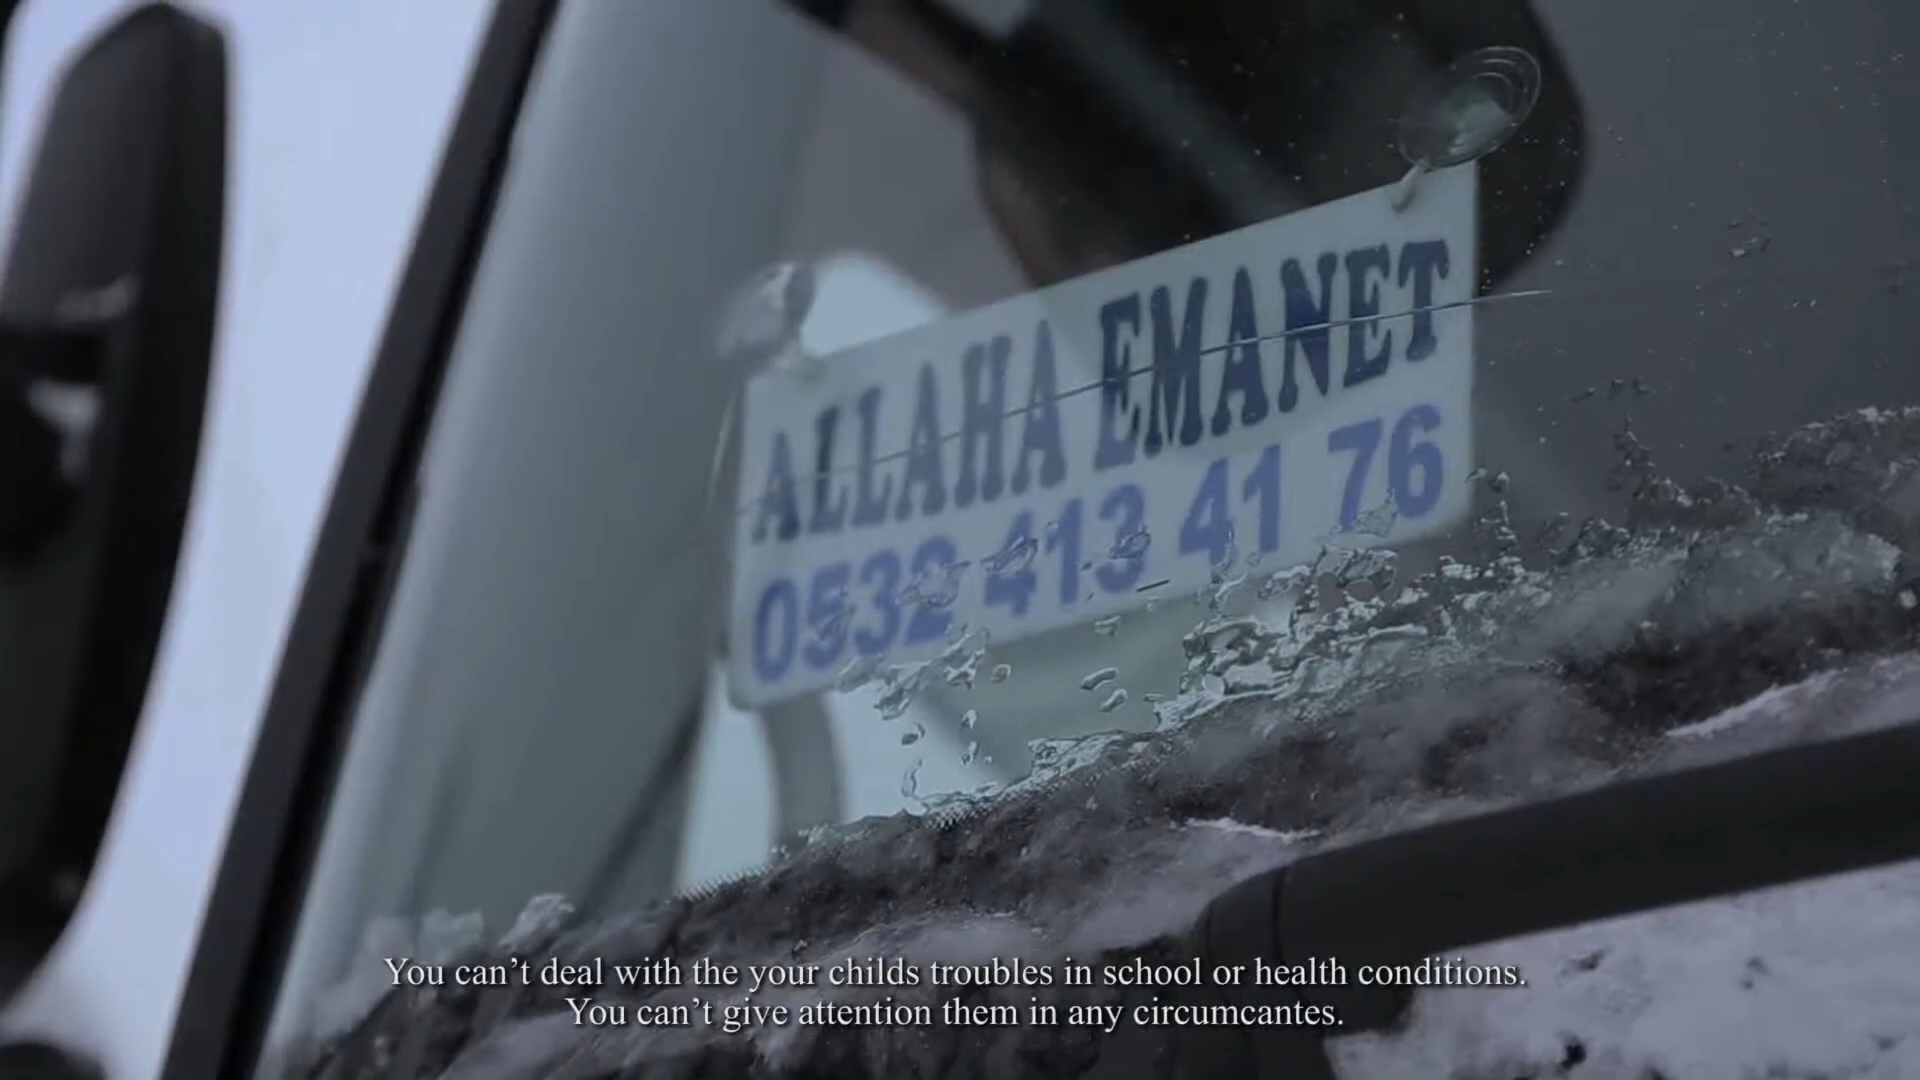 ALLAHA EMANET
0532 413 41 76
You can’t deal with the your childs troubles in school or health conditions.
You can’t give attention them in any circumcantes.